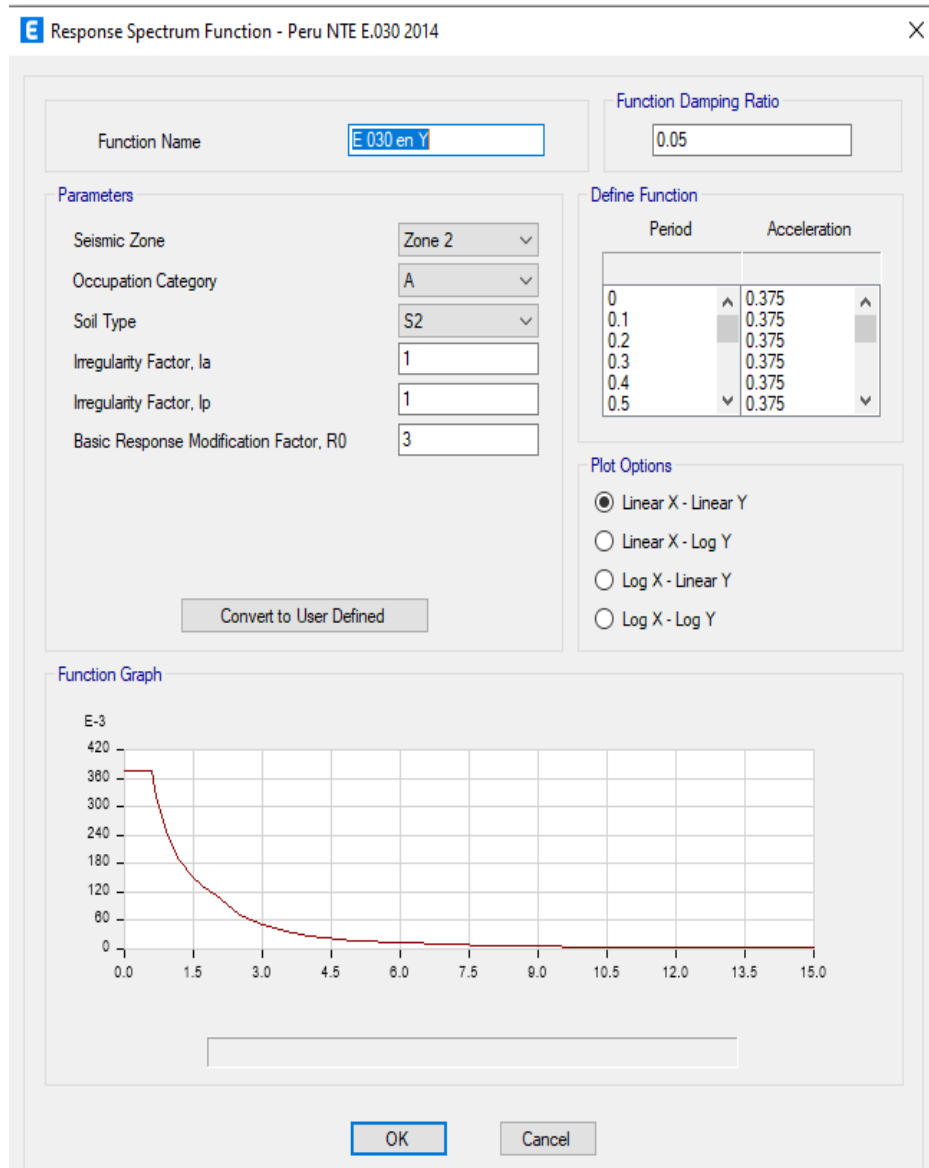 E Response Spectrum Function - Peru NTE E.030 2014
Function Name E 030 en Y
Function Damping Ratio
0.05
Parameters
Seismic Zone Zone 2
Occupation Category A
Soil Type S2
Irregularity Factor, Ia 1
Irregularity Factor, Ip 1
Basic Response Modification Factor, R0 3
Convert to User Defined
Define Function
Period Acceleration
0 0.375
0.1 0.375
0.2 0.375
0.3 0.375
0.4 0.375
0.5 0.375
Plot Options
Linear X - Linear Y
Linear X - Log Y
Log X - Linear Y
Log X - Log Y
Function Graph
E-3
420
360
300
240
180
120
60
0
0.0 1.5 3.0 4.5 6.0 7.5 9.0 10.5 12.0 13.5 15.0
OK Cancel